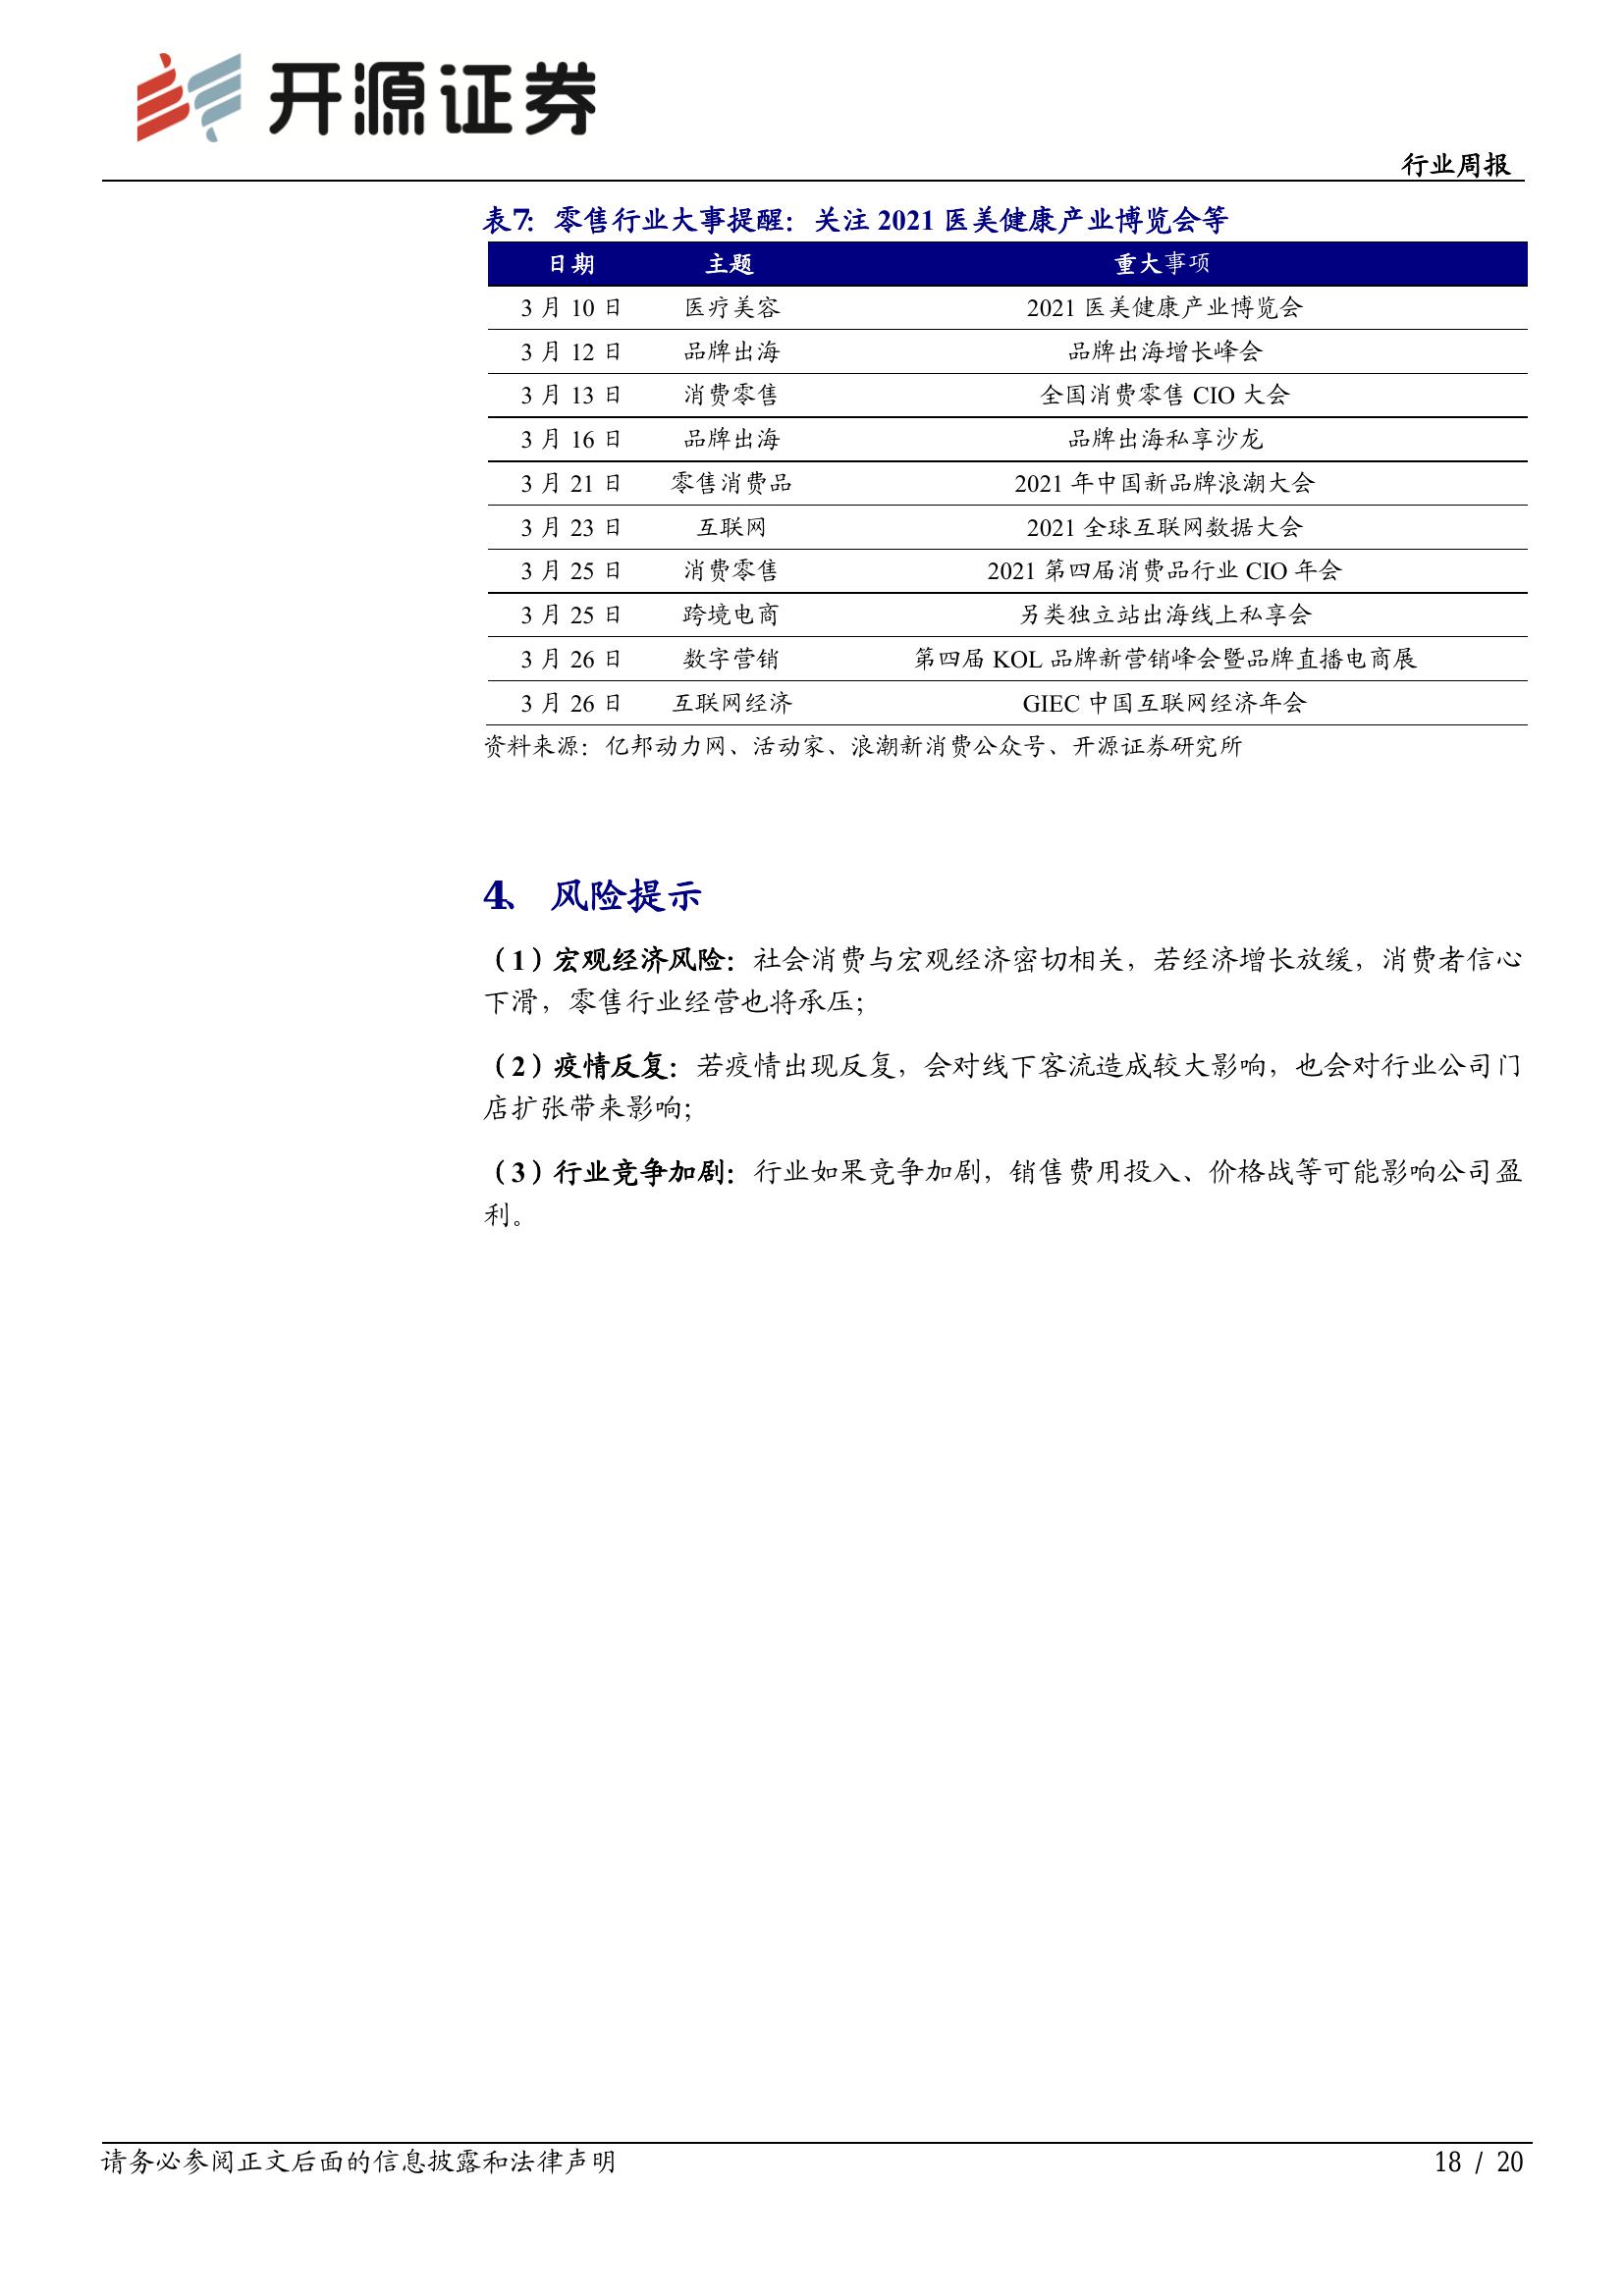 开源证券
行业周报
表7：零售行业大事提醒：关注 2021 医美健康产业博览会等
日期 主题 重大事项
3 月 10 日 医疗美容 2021 医美健康产业博览会
3 月 12 日 品牌出海 品牌出海增长峰会
3 月 13 日 消费零售 全国消费零售 CIO 大会
3 月 16 日 品牌出海 品牌出海私享沙龙
3 月 21 日 零售消费品 2021 年中国新品牌浪潮大会
3 月 23 日 互联网 2021 全球互联网数据大会
3 月 25 日 消费零售 2021 第四届消费品行业 CIO 年会
3 月 25 日 跨境电商 另类独立站出海线上私享会
3 月 26 日 数字营销 第四届 KOL 品牌新营销峰会暨品牌直播电商展
3 月 26 日 互联网经济 GIEC 中国互联网经济年会
资料来源：亿邦动力网、活动家、浪潮新消费公众号、开源证券研究所
4、 风险提示
（1）宏观经济风险：社会消费与宏观经济密切相关，若经济增长放缓，消费者信心
下滑，零售行业经营也将承压；
（2）疫情反复：若疫情出现反复，会对线下客流造成较大影响，也会对行业公司门
店扩张带来影响；
（3）行业竞争加剧：行业如果竞争加剧，销售费用投入、价格战等可能影响公司盈
利。
请务必参阅正文后面的信息披露和法律声明 18 / 20